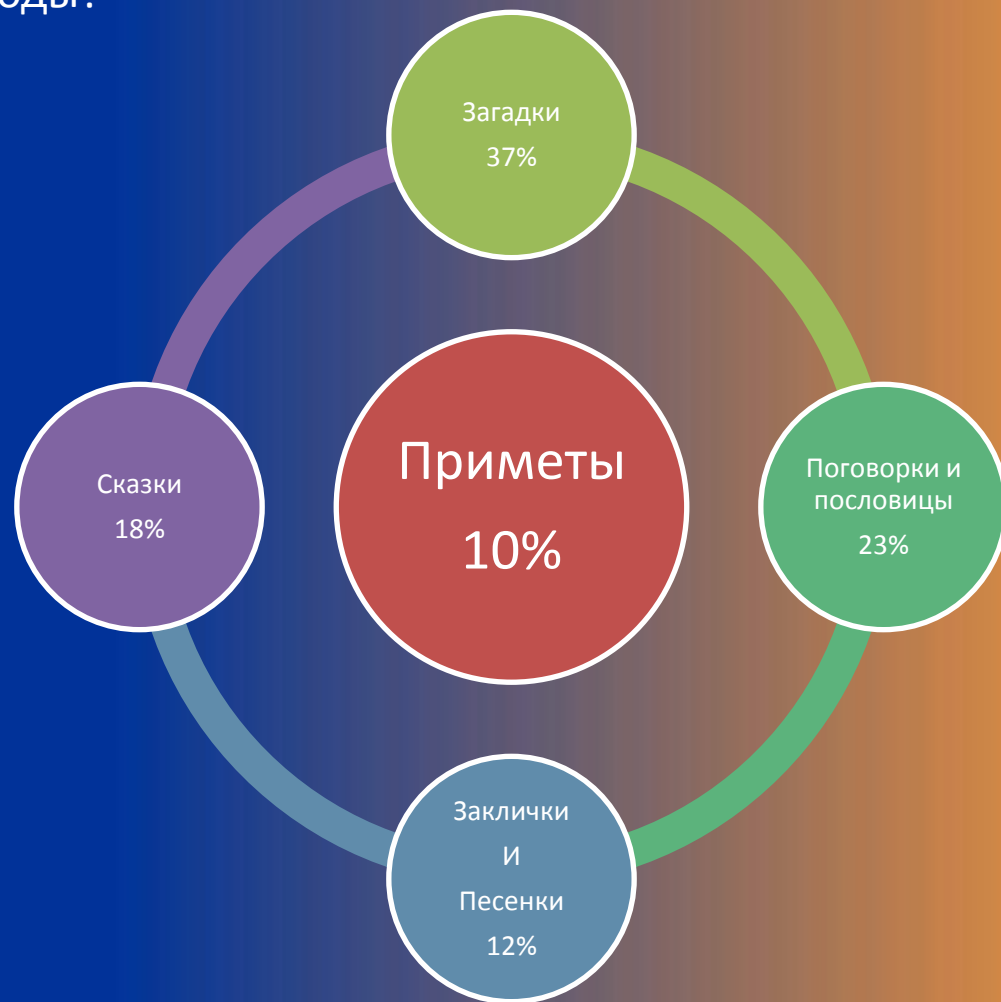 Загадки
37%
Приметы
10%
Сказки
18%
Поговорки и
пословицы
23%
Заклички
И
Песенки
12%